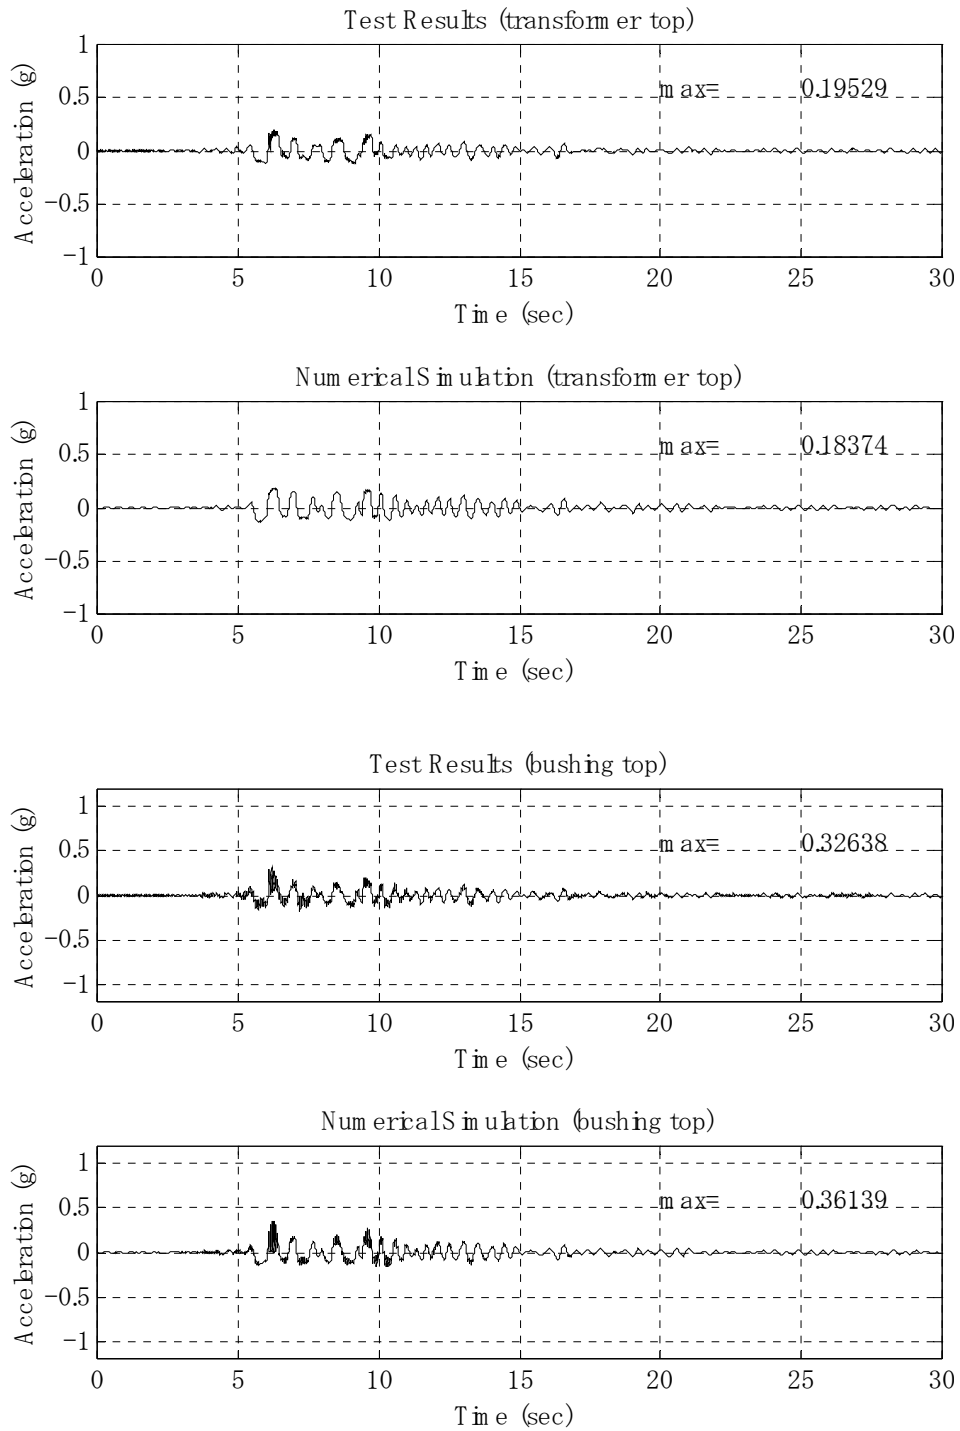 Test Results (transformer top)
1
0.5
0
−0.5
−1
Acceleration (g)
max= 0.19529
0 5 10 15 20 25 30
Time (sec)
Numerical Simulation (transformer top)
1
0.5
0
−0.5
−1
Acceleration (g)
max= 0.18374
0 5 10 15 20 25 30
Time (sec)
Test Results (bushing top)
1
0.5
0
−0.5
−1
Acceleration (g)
max= 0.32638
0 5 10 15 20 25 30
Time (sec)
Numerical Simulation (bushing top)
1
0.5
0
−0.5
−1
Acceleration (g)
max= 0.36139
0 5 10 15 20 25 30
Time (sec)